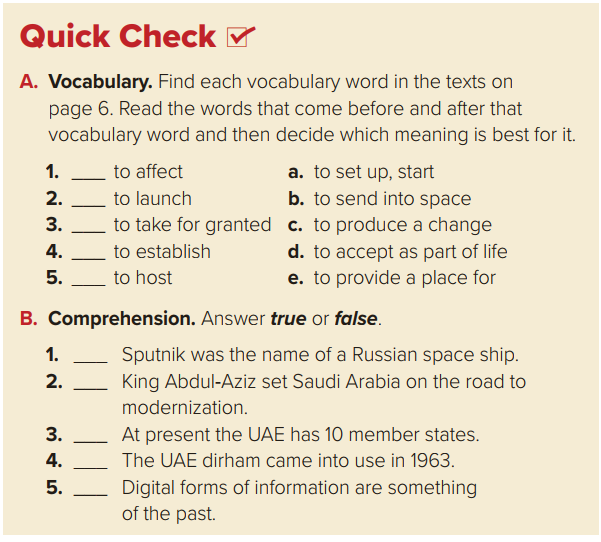 Quick Check
A. Vocabulary. Find each vocabulary word in the texts on
page 6. Read the words that come before and after that
vocabulary word and then decide which meaning is best for it.
1. ___ to affect a. to set up, start
2. ___ to launch b. to send into space
3. ___ to take for granted c. to produce a change
4. ___ to establish d. to accept as part of life
5. ___ to host e. to provide a place for
B. Comprehension. Answer true or false.
1. ___ Sputnik was the name of a Russian space ship.
2. ___ King Abdul-Aziz set Saudi Arabia on the road to
modernization.
3. ___ At present the UAE has 10 member states.
4. ___ The UAE dirham came into use in 1963.
5. ___ Digital forms of information are something
of the past.